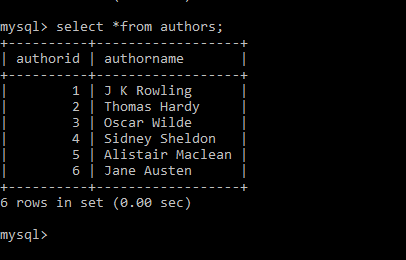 mysql> select *from authors;
+----------+------------------+
| authorid | authorname       |
+----------+------------------+
|        1 | J K Rowling      |
|        2 | Thomas Hardy     |
|        3 | Oscar Wilde      |
|        4 | Sidney Sheldon   |
|        5 | Alistair Maclean |
|        6 | Jane Austen      |
+----------+------------------+
6 rows in set (0.00 sec)
mysql>